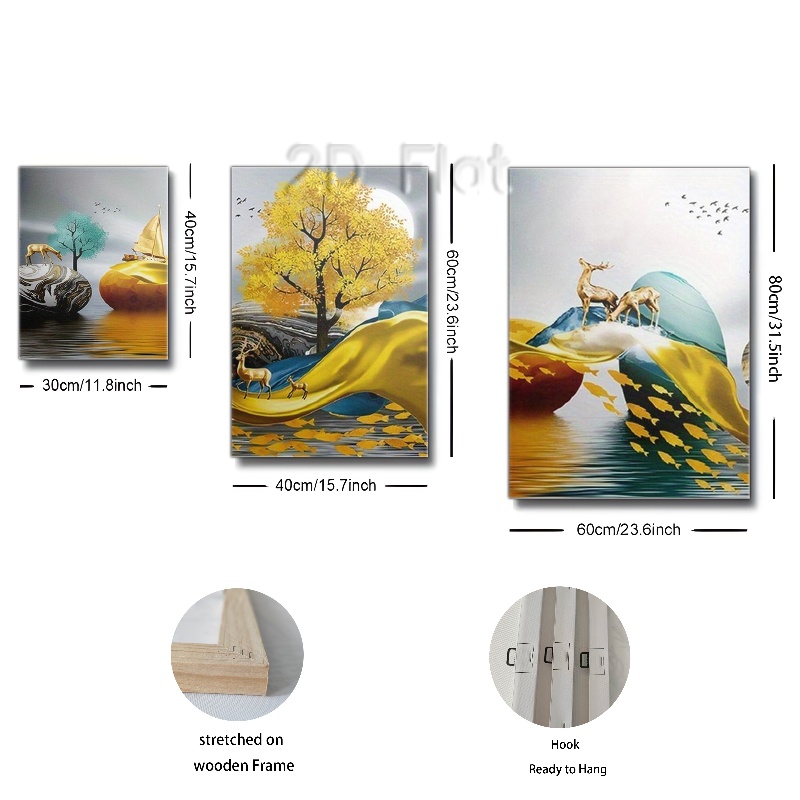 2D Flat
40cm/15.7inch
30cm/11.8inch
60cm/23.6inch
40cm/15.7inch
80cm/31.5inch
60cm/23.6inch
stretched on
wooden Frame
Hook
Ready to Hang